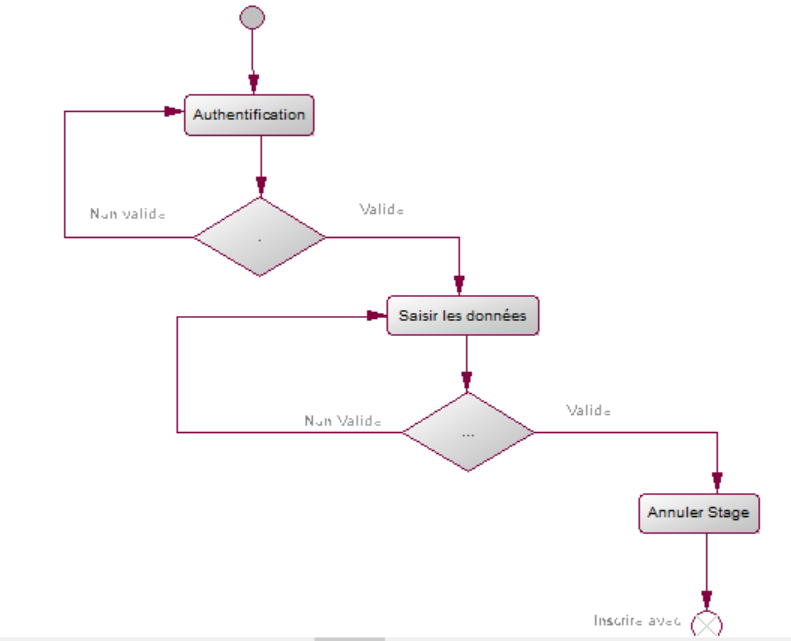 Authentification
Non valide
Valide
.
Saisir les données
Non Valide
Valide
...
Annuler Stage
Inscrire avec